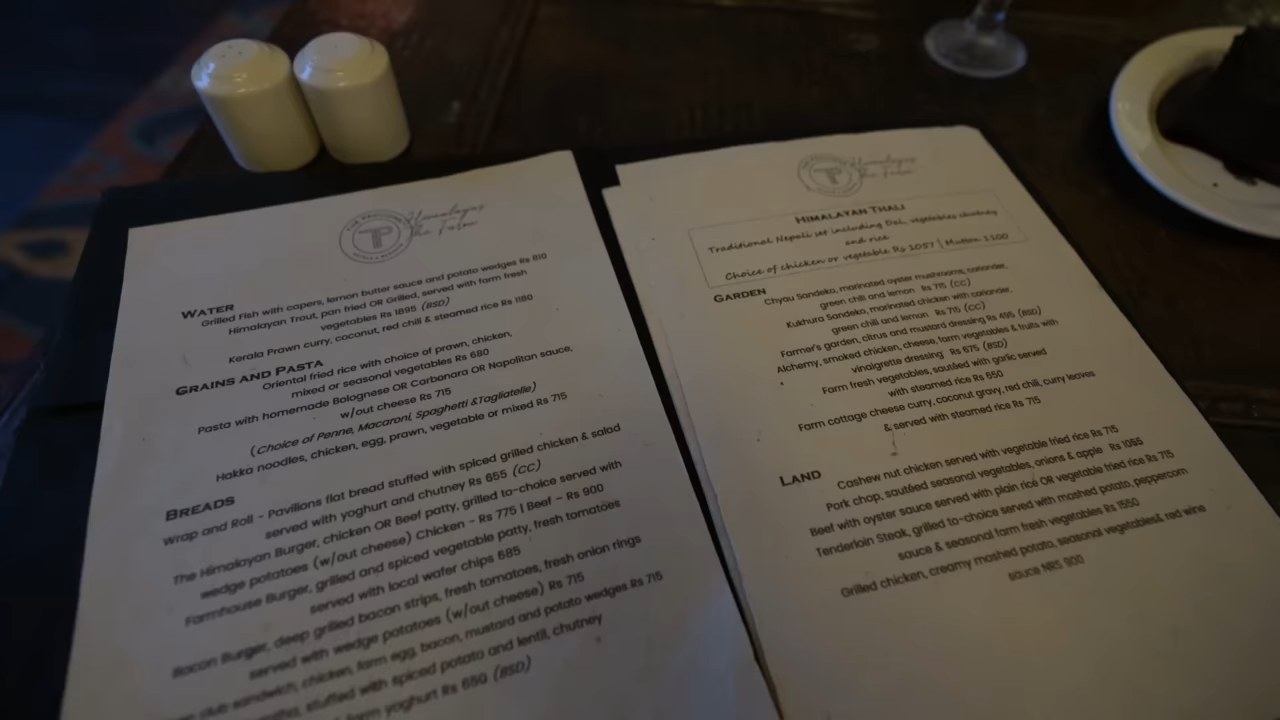 Himalayas
the Farm
TP
WATER
Grilled Fish with capers, lemon butter sauce and potato wedges Rs 810
Himalayan Trout, pan fried OR Grilled, served with farm fresh
vegetables Rs 1895 (BSD)
Kerala Prawn curry, coconut, red chili & steamed rice Rs 1180
GRAINS AND PASTA
Oriental fried rice with choice of prawn, chicken,
mixed or seasonal vegetables Rs 680
Pasta with homemade Bolognese OR Carbonara OR Napolitan sauce,
w/out cheese Rs 715
(Choice of Penne, Macaroni, Spaghetti &Tagliatelle)
Hakka noodles, chicken, egg, prawn, vegetable or mixed Rs 715
BREADS
Wrap and Roll - Pavilions flat bread stuffed with spiced grilled chicken & salad
served with yoghurt and chutney Rs 655 (CC)
The Himalayan Burger, chicken OR Beef patty, grilled to-choice served with
wedge potatoes (w/out cheese) Chicken - Rs 775 | Beef - Rs 900
Farmhouse Burger, grilled and spiced vegetable patty, fresh tomatoes
served with local wafer chips 685
Bacon Burger, deep grilled bacon strips, fresh tomatoes, fresh onion rings
served with wedge potatoes (w/out cheese) Rs 715
club sandwich, chicken, farm egg, bacon, mustard and potato wedges Rs 715
stuffed with spiced potato and lentil, chutney
farm yoghurt Rs 650 (BSD)
Himalayas
the Farm
TP
HIMALAYAN THALI
Traditional Nepali set including Dal, vegetables chutney
and rice
Choice of chicken or vegetable Rs 1057 | Mutton 1100
GARDEN
Chyau Sandeko, marinated oyster mushrooms, coriander,
green chili and lemon Rs 715 (CC)
Kukhura Sandeko, marinated chicken with coriander,
green chili and lemon Rs 715 (CC)
Farmer's garden, citrus and mustard dressing Rs 495 (BSD)
Alchemy, smoked chicken, cheese, farm vegetables & fruits with
vinaigrette dressing Rs 575 (BSD)
Farm fresh vegetables, sautéed with garlic served
with steamed rice Rs 650
Farm cottage cheese curry, coconut gravy, red chili, curry leaves
& served with steamed rice Rs 715
LAND
Cashew nut chicken served with vegetable fried rice Rs 715
Pork chop, sautéed seasonal vegetables, onions & apple Rs 1065
Beef with oyster sauce served with plain rice OR vegetable fried rice Rs 715
Tenderloin Steak, grilled to-choice served with mashed potato, peppercorn
sauce & seasonal farm fresh vegetables Rs 1550
Grilled chicken, creamy mashed potato, seasonal vegetables& red wine
sauce NRS 800